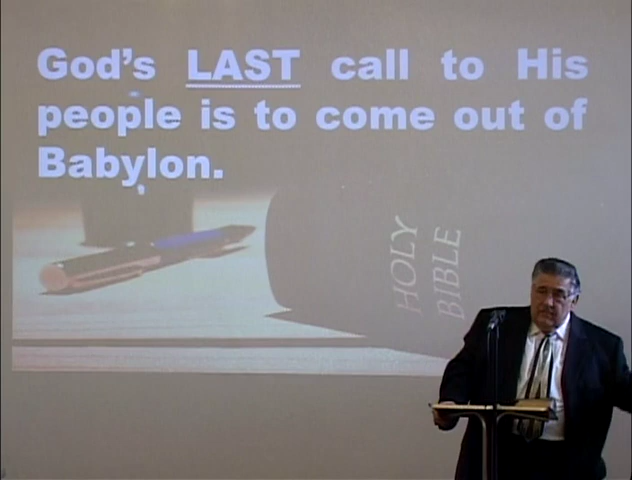 God's LAST call to His
people is to come out of
Babylon.
HOLY
BIBLE